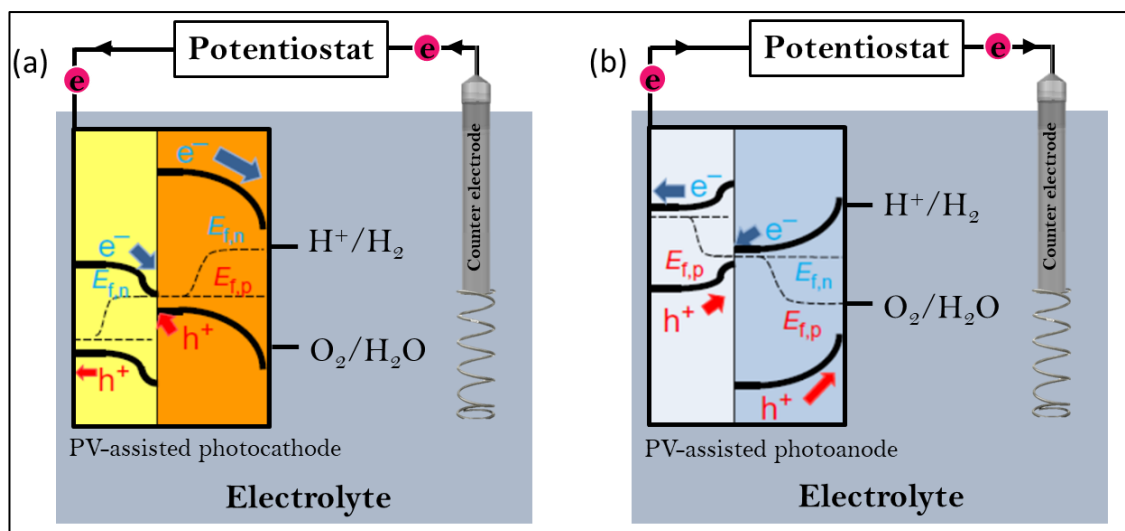 (a)
Potentiostat
e
e
Counter electrode
e⁻
E_f,n
H⁺/H₂
e⁻
E_f,n
E_f,p
h⁺
O₂/H₂O
h⁺
PV-assisted photocathode
Electrolyte
(b)
Potentiostat
e
e
Counter electrode
e⁻
H⁺/H₂
e⁻
E_f,p
E_f,n
h⁺
O₂/H₂O
E_f,p
h⁺
PV-assisted photoanode
Electrolyte